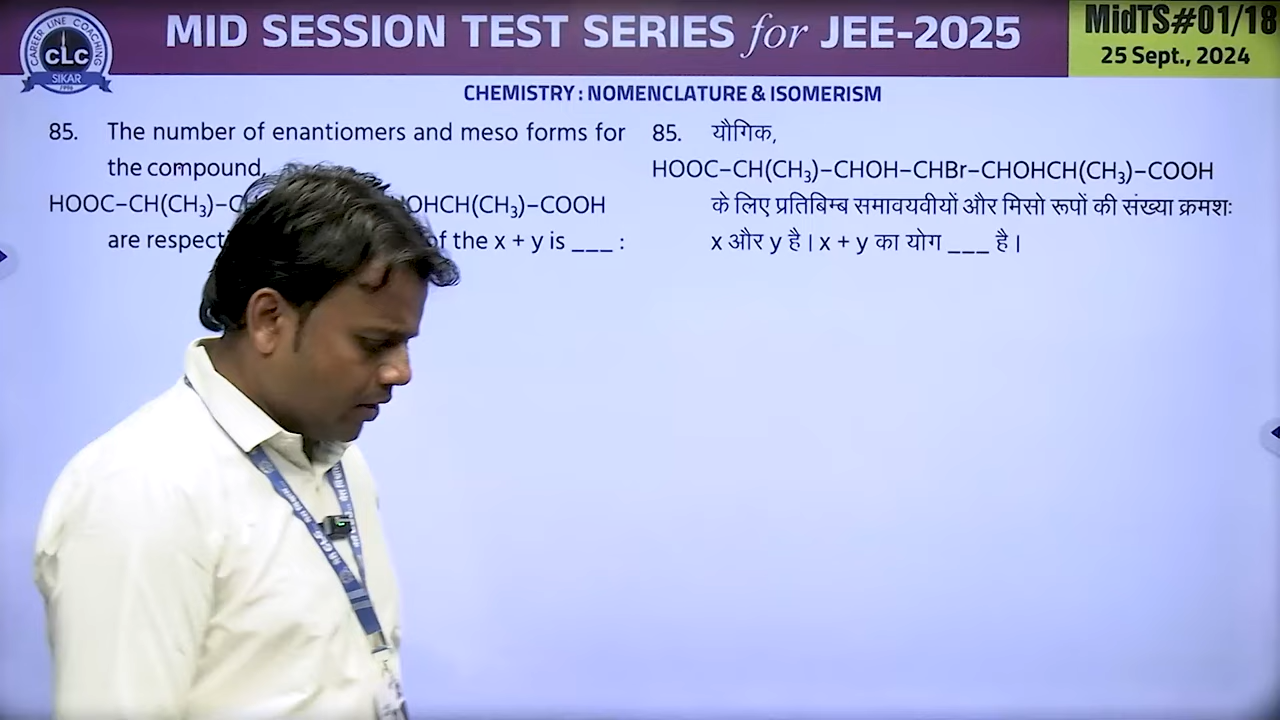 MID SESSION TEST SERIES for JEE-2025
MidTS#01/18
25 Sept., 2024
CAREER LINE COACHING
CLC
SIKAR
1996
CHEMISTRY : NOMENCLATURE & ISOMERISM
85. The number of enantiomers and meso forms for
the compound,
HOOC–CH(CH₃)–C OHCH(CH₃)–COOH
are of the x + y is ___ :
85. यौगिक,
HOOC–CH(CH₃)–CHOH–CHBr–CHOHCH(CH₃)–COOH
के लिए प्रतिबिम्ब समावयवीयों और मिसो रूपों की संख्या क्रमशः
x और y है। x + y का योग ___ है।